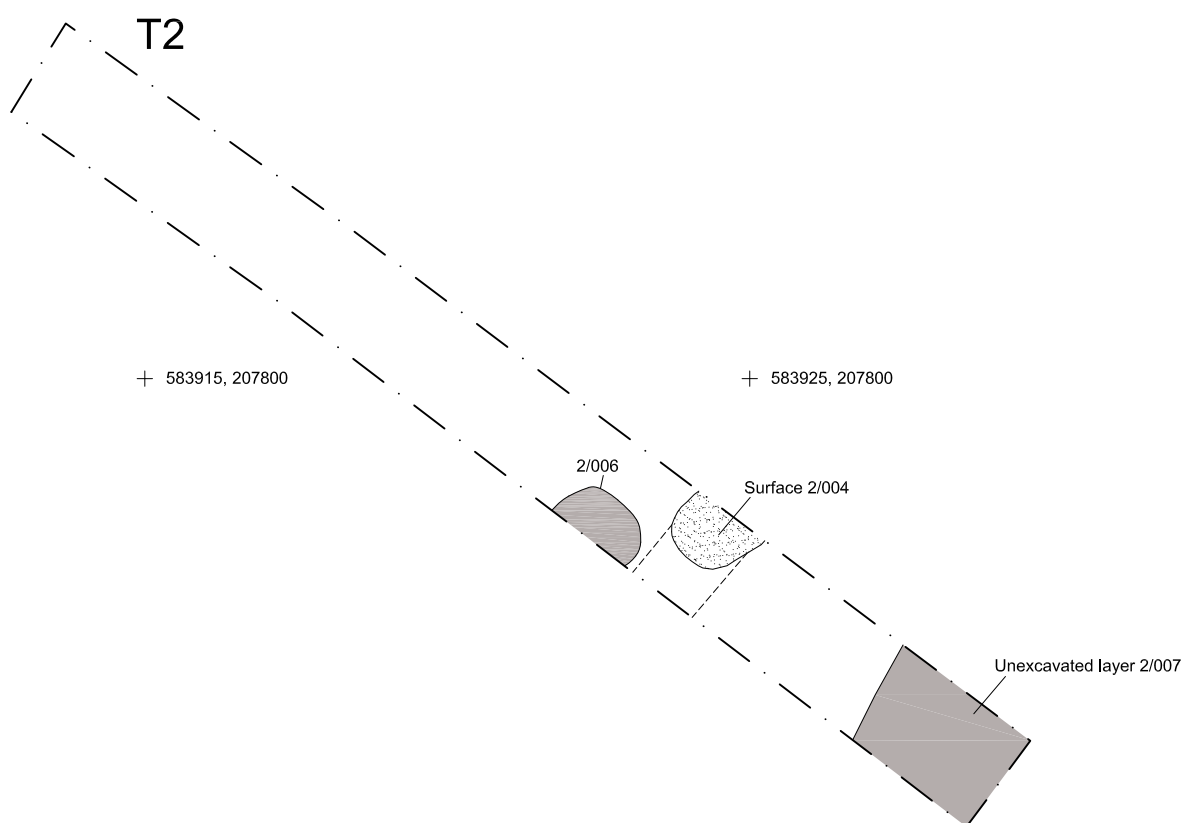 T2
583915, 207800
583925, 207800
2/006
Surface 2/004
Unexcavated layer 2/007